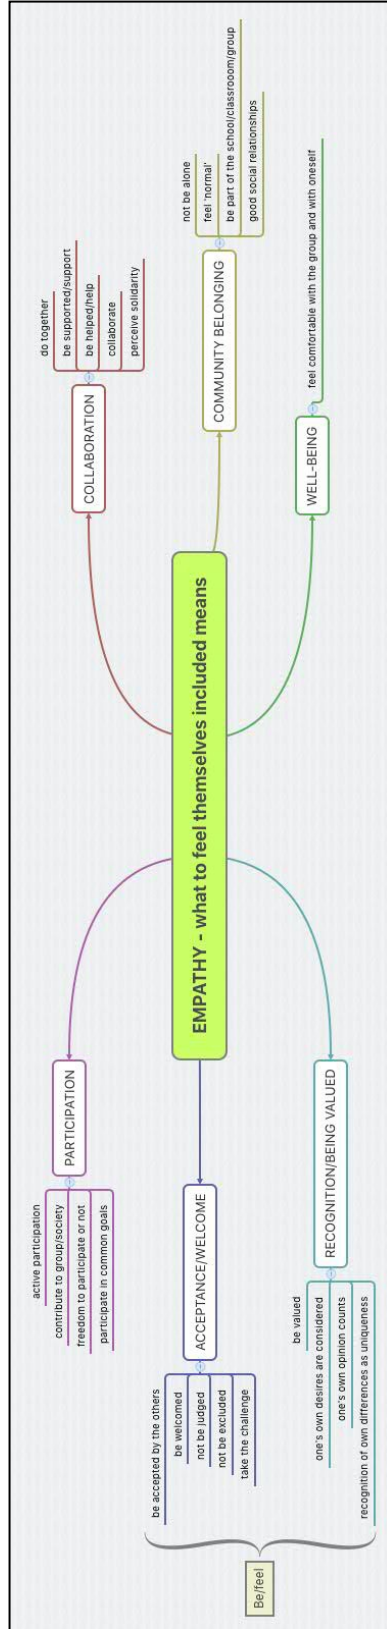 EMPATHY - what to feel themselves included means
PARTICIPATION
active participation
contribute to group/society
freedom to participate or not
participate in common goals
ACCEPTANCE/WELCOME
be accepted by the others
be welcomed
not be judged
not be excluded
take the challenge
RECOGNITION/BEING VALUED
be valued
one's own desires are considered
one's own opinion counts
recognition of own differences as uniqueness
Be/feel
COLLABORATION
do together
be supported/support
be helped/help
collaborate
perceive solidarity
COMMUNITY BELONGING
not be alone
feel 'normal'
be part of the school/classrooom/group
good social relationships
WELL-BEING
feel comfortable with the group and with oneself